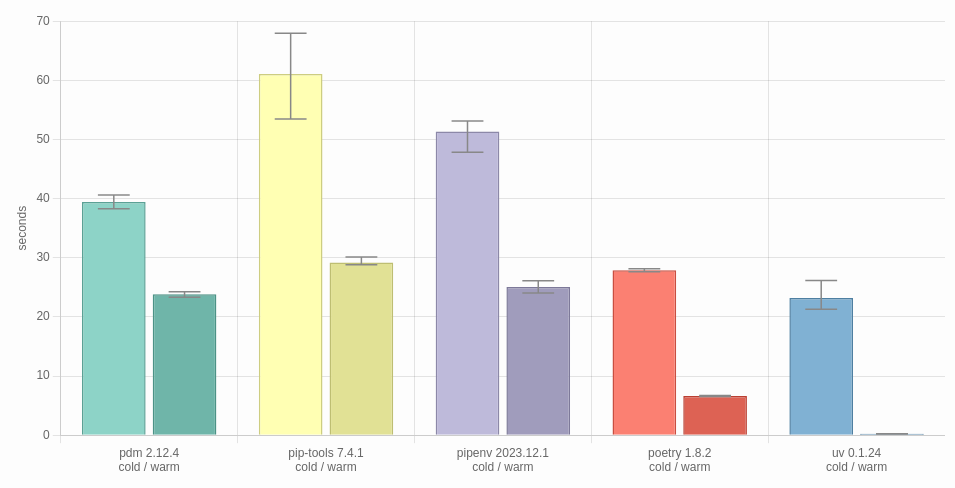 70
60
50
40
30
20
10
0
seconds
pdm 2.12.4
cold / warm
pip-tools 7.4.1
cold / warm
pipenv 2023.12.1
cold / warm
poetry 1.8.2
cold / warm
uv 0.1.24
cold / warm